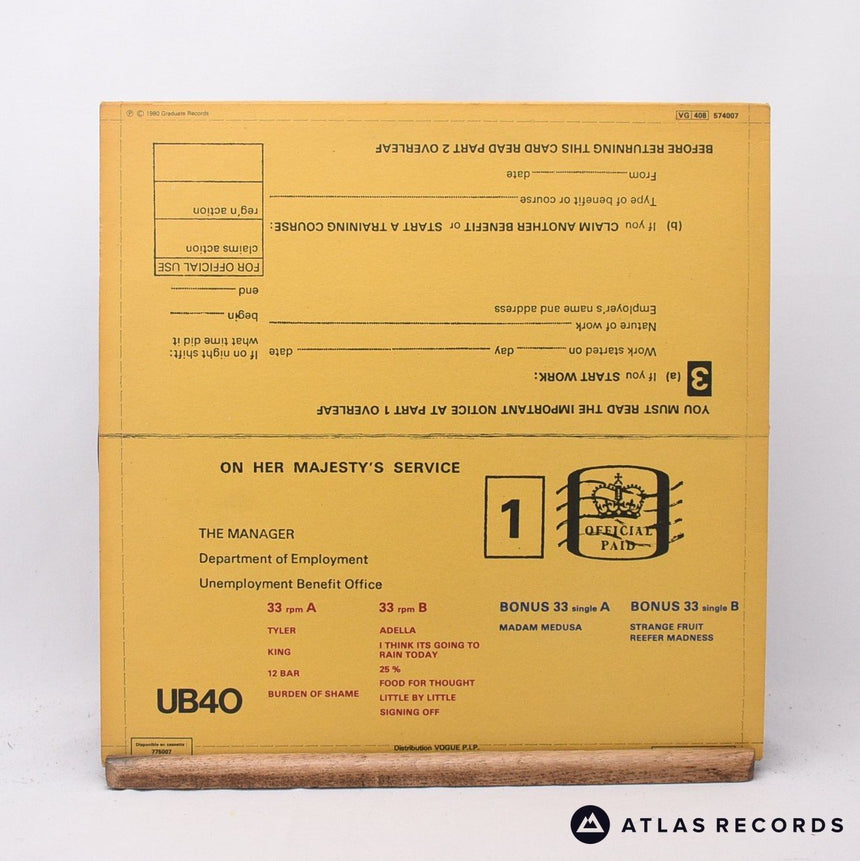 ℗ © 1980 Graduate Records
VG 408 574007
YOU MUST READ THE IMPORTANT NOTICE AT PART 1 OVERLEAF
3 (a) If you START WORK:
Work started on day date
Nature of work
Employer's name and address
If on night shift:
what time did it
begin
end
(b) If you CLAIM ANOTHER BENEFIT or START A TRAINING COURSE:
Type of benefit or course
From date
BEFORE RETURNING THIS CARD READ PART 2 OVERLEAF
FOR OFFICIAL USE
claims action
reg'n action
ON HER MAJESTY'S SERVICE
1
OFFICIAL
PAID
THE MANAGER
Department of Employment
Unemployment Benefit Office
33 rpm A
TYLER
KING
12 BAR
BURDEN OF SHAME
33 rpm B
ADELLA
I THINK ITS GOING TO
RAIN TODAY
25 %
FOOD FOR THOUGHT
LITTLE BY LITTLE
SIGNING OFF
BONUS 33 single A
MADAM MEDUSA
BONUS 33 single B
STRANGE FRUIT
REEFER MADNESS
UB40
Disponible en cassette
775007
Distribution VOGUE P.I.P.
ATLAS RECORDS